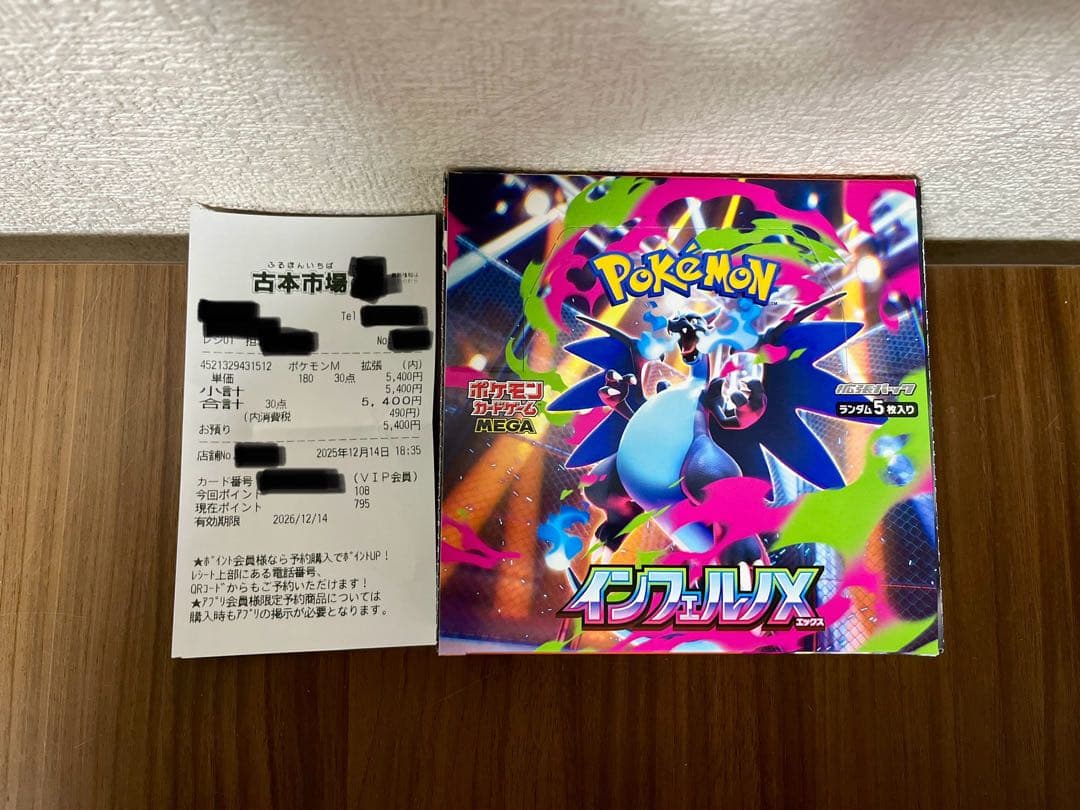 ふるほんいちば
古本市場
Tel
レジ01
No
4521329431512 ポケモンM 拡張 (内)
単価 180 30点 5,400円
小計 5,400円
合計 30点 5,400円
(内消費税 490円)
お預り 5,400円
店舗No. 2025年12月14日 18:35
カード番号 (VIP会員)
今回ポイント 108
現在ポイント 795
有効期限 2026/12/14
★ﾎﾟｲﾝﾄ会員様なら予約購入でﾎﾟｲﾝﾄUP！
ﾚｼｰﾄ上部にある電話番号、
QRｺｰﾄﾞからもご予約いただけます！
★ｱﾌﾟﾘ会員様限定予約商品については
購入時もｱﾌﾟﾘの掲示が必要となります。
POKéMON
TM
ポケモン
カードゲーム
MEGA
拡張パック
ランダム5枚入り
インフェルノX
エックス